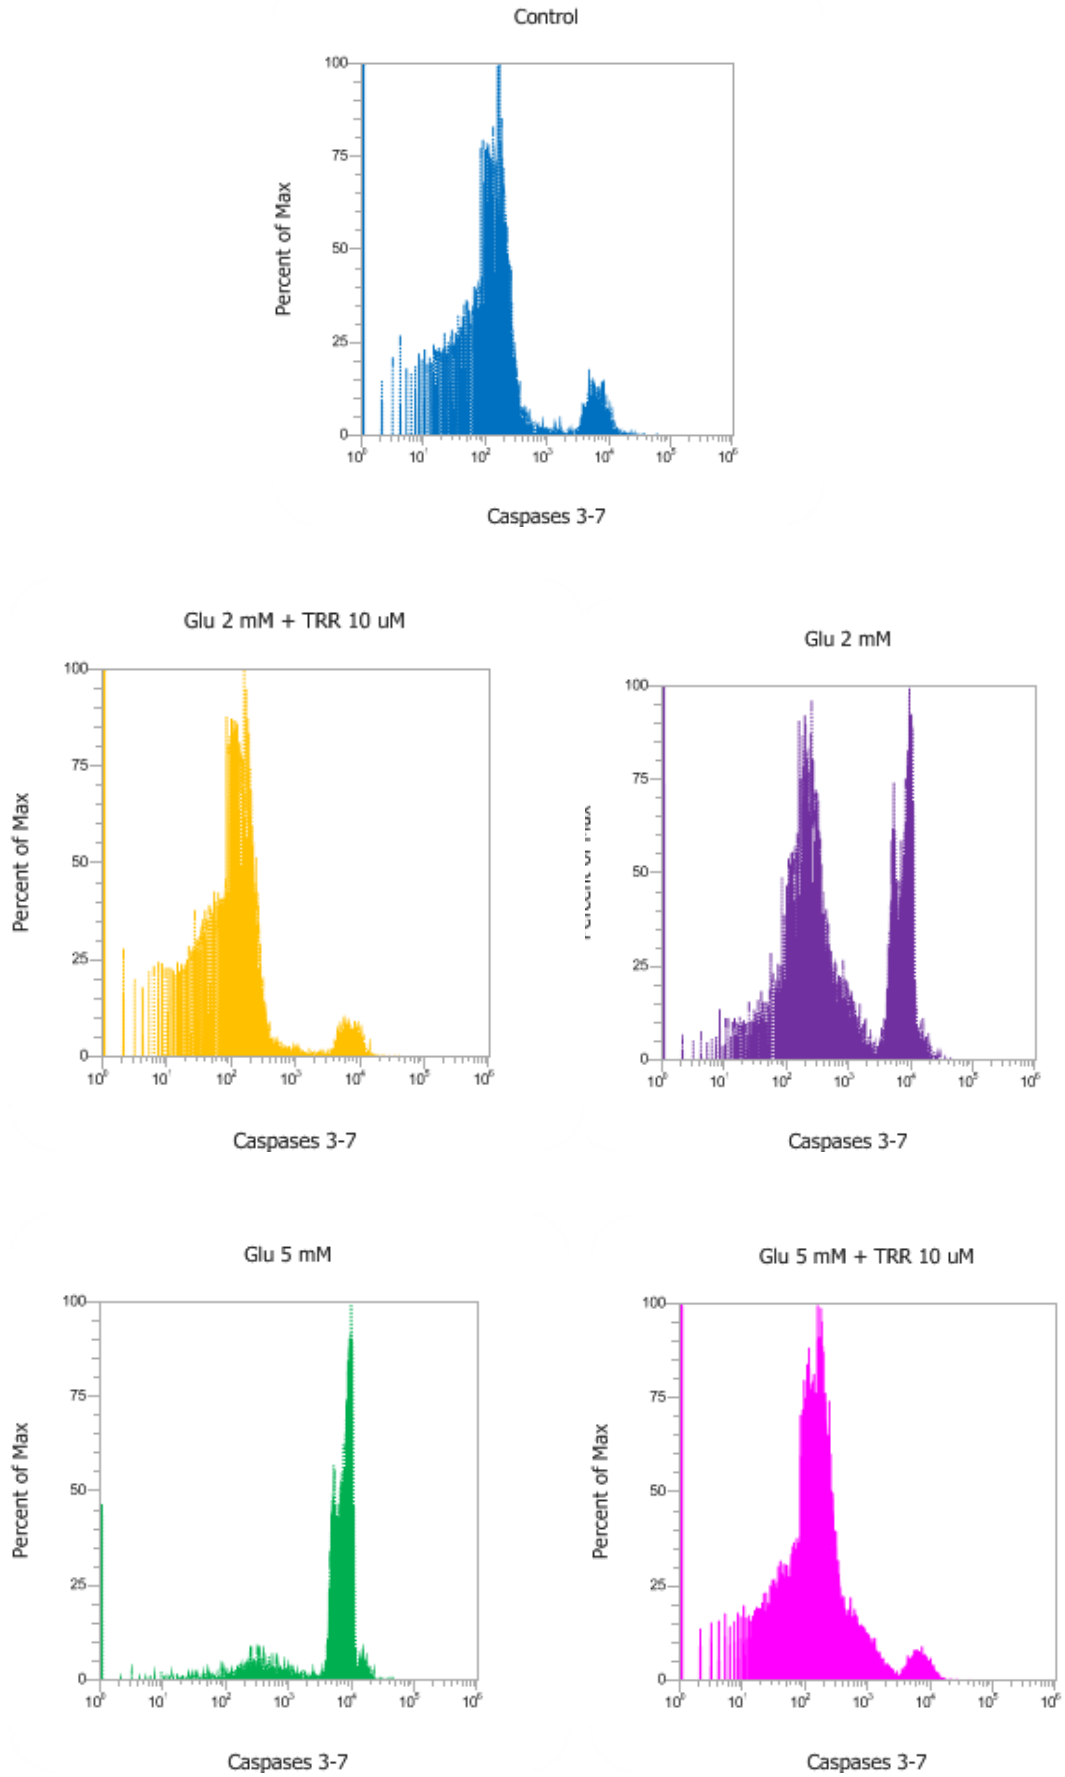 Control
100
75
50
25
0
Percent of Max
10⁰ 10¹ 10² 10³ 10⁴ 10⁵ 10⁶
Caspases 3-7
Glu 2 mM + TRR 10 uM
100
75
50
25
0
Percent of Max
10⁰ 10¹ 10² 10³ 10⁴ 10⁵ 10⁶
Caspases 3-7
Glu 2 mM
100
75
50
25
0
10⁰ 10¹ 10² 10³ 10⁴ 10⁵ 10⁶
Caspases 3-7
Glu 5 mM
100
75
50
25
0
Percent of Max
10⁰ 10¹ 10² 10³ 10⁴ 10⁵ 10⁶
Caspases 3-7
Glu 5 mM + TRR 10 uM
100
75
50
25
0
Percent of Max
10⁰ 10¹ 10² 10³ 10⁴ 10⁵ 10⁶
Caspases 3-7